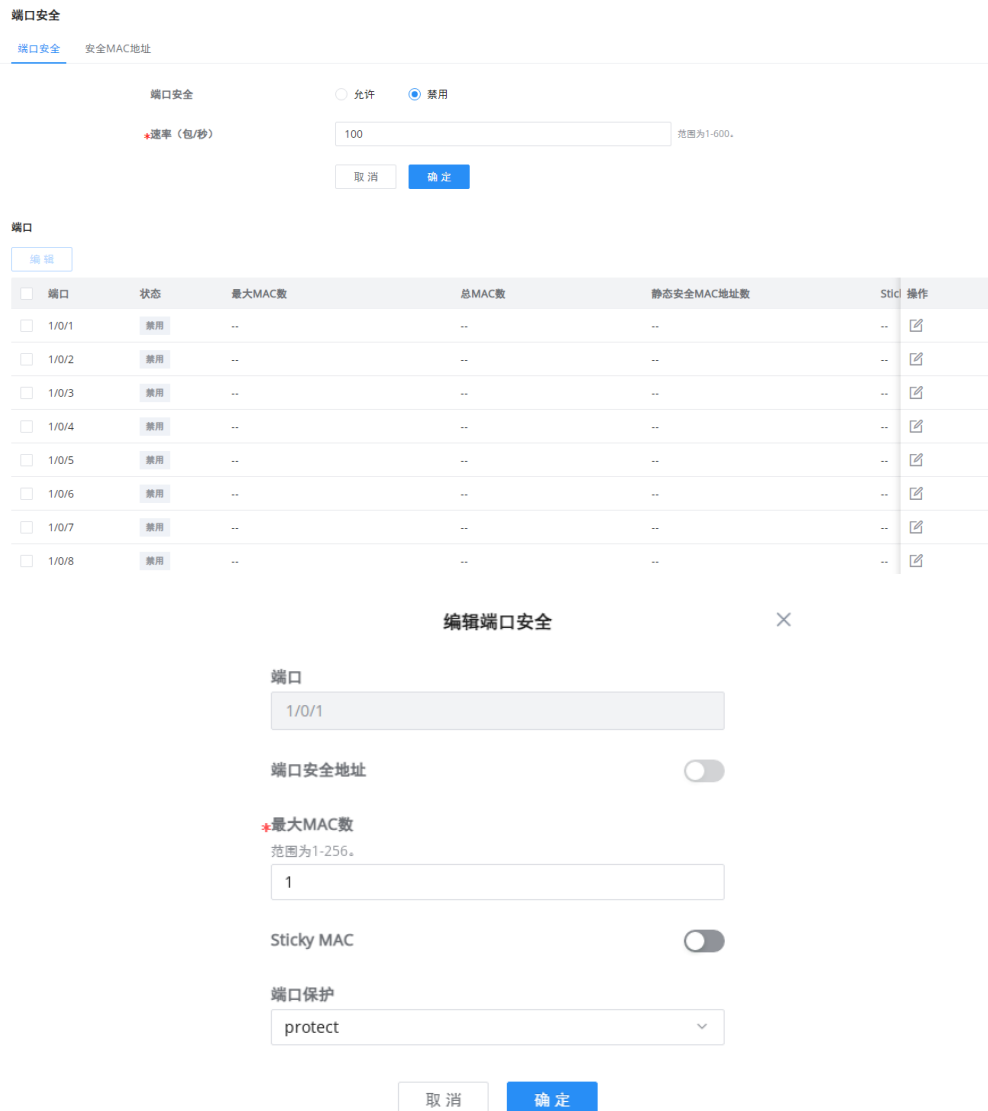 端口安全
端口安全 安全MAC地址
端口安全 允许 禁用
*速率（包/秒） 100 范围为1-600。
取 消 确 定
端口
编 辑
端口 状态 最大MAC数 总MAC数 静态安全MAC地址数 Stic 操作
1/0/1 禁用 -- -- -- --
1/0/2 禁用 -- -- -- --
1/0/3 禁用 -- -- -- --
1/0/4 禁用 -- -- -- --
1/0/5 禁用 -- -- -- --
1/0/6 禁用 -- -- -- --
1/0/7 禁用 -- -- -- --
1/0/8 禁用 -- -- -- --
编辑端口安全
端口
1/0/1
端口安全地址
*最大MAC数
范围为1-256。
1
Sticky MAC
端口保护
protect
取 消 确 定